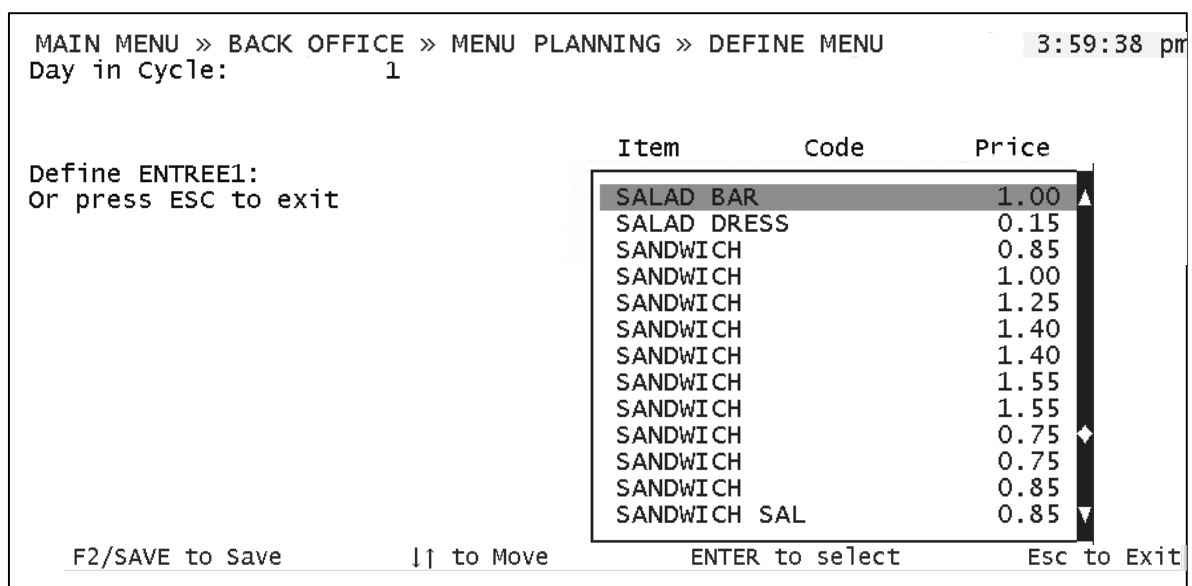 MAIN MENU » BACK OFFICE » MENU PLANNING » DEFINE MENU 3:59:38 pm
Day in Cycle: 1
Item Code Price
Define ENTREE1:
Or press ESC to exit
SALAD BAR 1.00
SALAD DRESS 0.15
SANDWICH 0.85
SANDWICH 1.00
SANDWICH 1.25
SANDWICH 1.40
SANDWICH 1.40
SANDWICH 1.55
SANDWICH 1.55
SANDWICH 0.75
SANDWICH 0.75
SANDWICH 0.85
SANDWICH SAL 0.85
F2/SAVE to Save ↓↑ to Move ENTER to select Esc to Exit